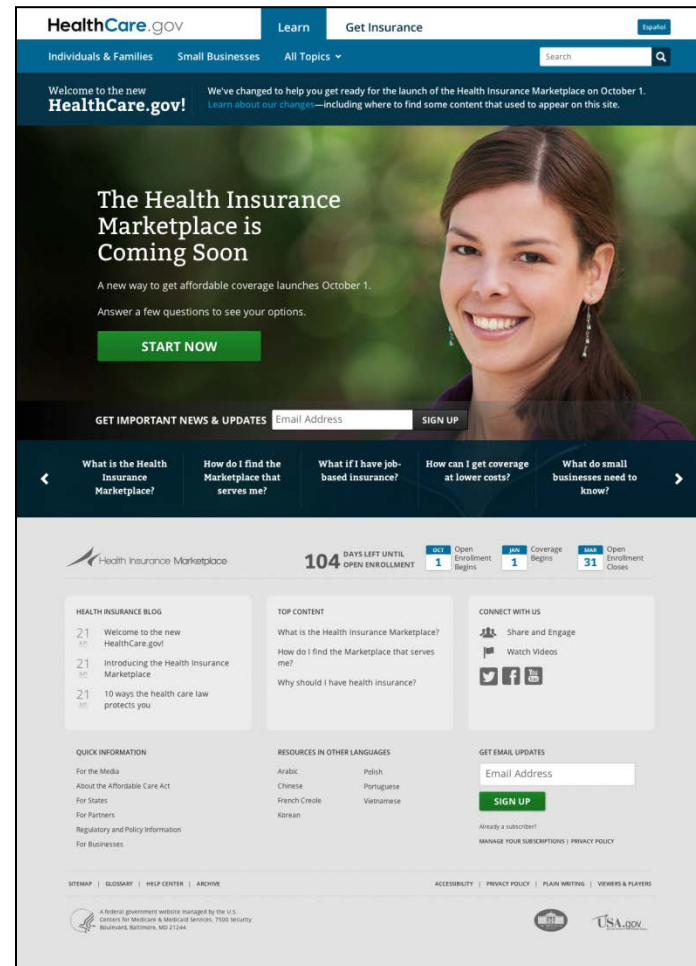 HealthCare.gov
Learn
Get Insurance
Español
Individuals & Families
Small Businesses
All Topics
Search
Welcome to the new
HealthCare.gov!
We've changed to help you get ready for the launch of the Health Insurance Marketplace on October 1.
Learn about our changes—including where to find some content that used to appear on this site.
The Health Insurance
Marketplace is
Coming Soon
A new way to get affordable coverage launches October 1.
Answer a few questions to see your options.
START NOW
GET IMPORTANT NEWS & UPDATES
Email Address
SIGN UP
What is the Health
Insurance
Marketplace?
How do I find the
Marketplace that
serves me?
What if I have job-
based insurance?
How can I get coverage
at lower costs?
What do small
businesses need to
know?
Health Insurance Marketplace
104 DAYS LEFT UNTIL
OPEN ENROLLMENT
OCT
1
Open
Enrollment
Begins
JAN
1
Coverage
Begins
MAR
31
Open
Enrollment
Closes
HEALTH INSURANCE BLOG
21
Welcome to the new
HealthCare.gov!
21
Introducing the Health Insurance
Marketplace
21
10 ways the health care law
protects you
TOP CONTENT
What is the Health Insurance Marketplace?
How do I find the Marketplace that serves
me?
Why should I have health insurance?
CONNECT WITH US
Share and Engage
Watch Videos
You
Tube
QUICK INFORMATION
For the Media
About the Affordable Care Act
For States
For Partners
Regulatory and Policy Information
For Businesses
RESOURCES IN OTHER LANGUAGES
Arabic
Chinese
French Creole
Korean
Polish
Portuguese
Vietnamese
GET EMAIL UPDATES
Email Address
SIGN UP
Already a subscriber?
MANAGE YOUR SUBSCRIPTIONS | PRIVACY POLICY
SITEMAP | GLOSSARY | HELP CENTER | ARCHIVE
ACCESSIBILITY | PRIVACY POLICY | PLAIN WRITING | VIEWERS & PLAYERS
A federal government website managed by the U.S.
Centers for Medicare & Medicaid Services. 7500 Security
Boulevard, Baltimore, MD 21244
USA.gov